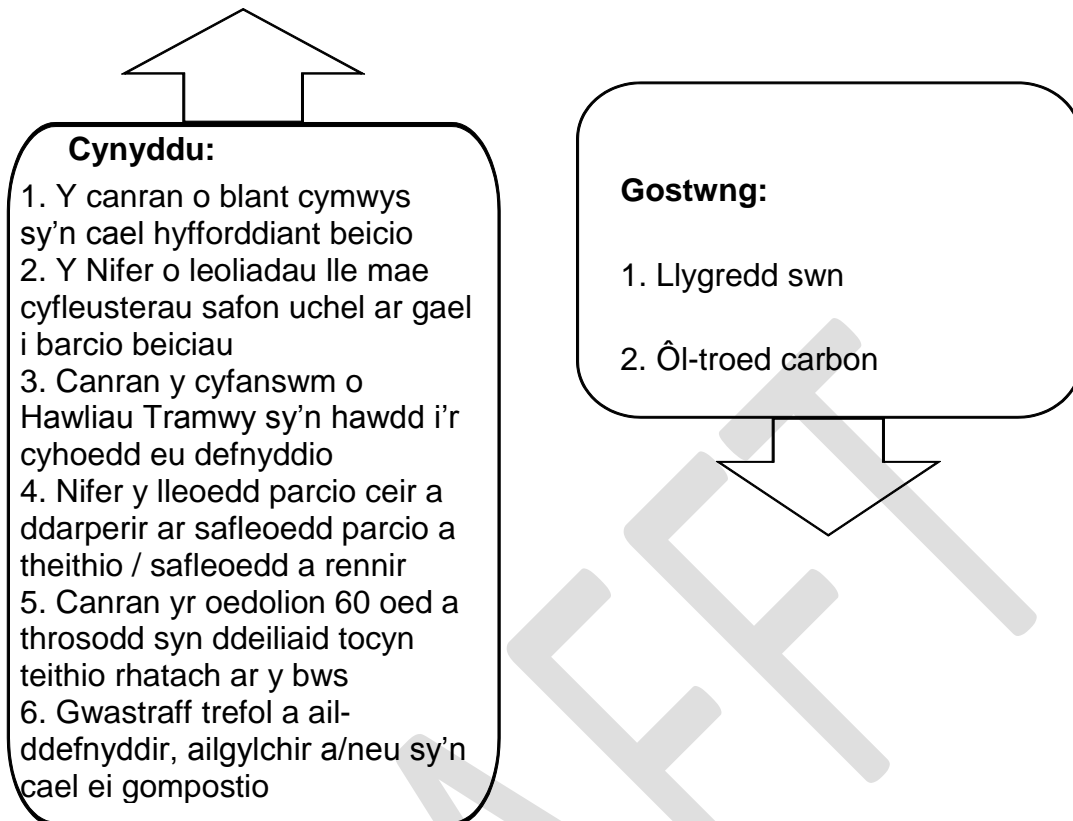 Cynyddu:
1. Y canran o blant cymwys
sy'n cael hyfforddiant beicio
2. Y Nifer o leoliadau lle mae
cyfleusterau safon uchel ar gael
i barcio beiciau
3. Canran y cyfanswm o
Hawliau Tramwy sy'n hawdd i'r
cyhoedd eu defnyddio
4. Nifer y lleoedd parcio ceir a
ddarperir ar safleoedd parcio a
theithio / safleoedd a rennir
5. Canran yr oedolion 60 oed a
throsodd syn ddeiliaid tocyn
teithio rhatach ar y bws
6. Gwastraff trefol a ail-
ddefnyddir, ailgylchir a/neu sy'n
cael ei gompostio
Gostwng:
1. Llygredd swn
2. Ôl-troed carbon
AFFT